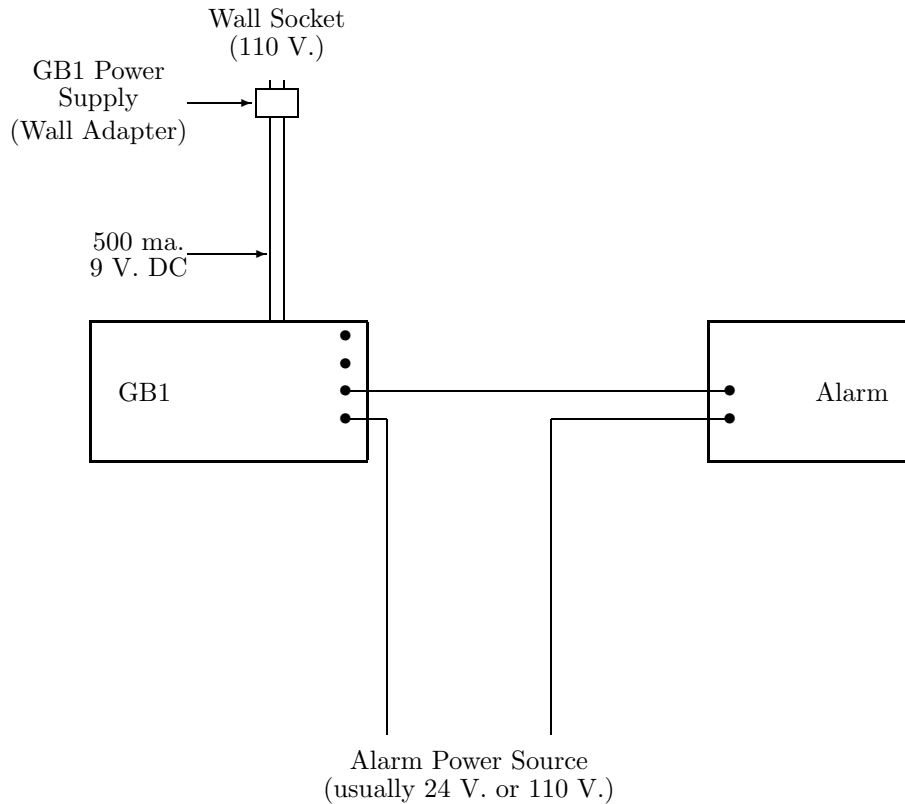 Wall Socket
(110 V.)
GB1 Power
Supply
(Wall Adapter)
500 ma.
9 V. DC
GB1
Alarm
Alarm Power Source
(usually 24 V. or 110 V.)